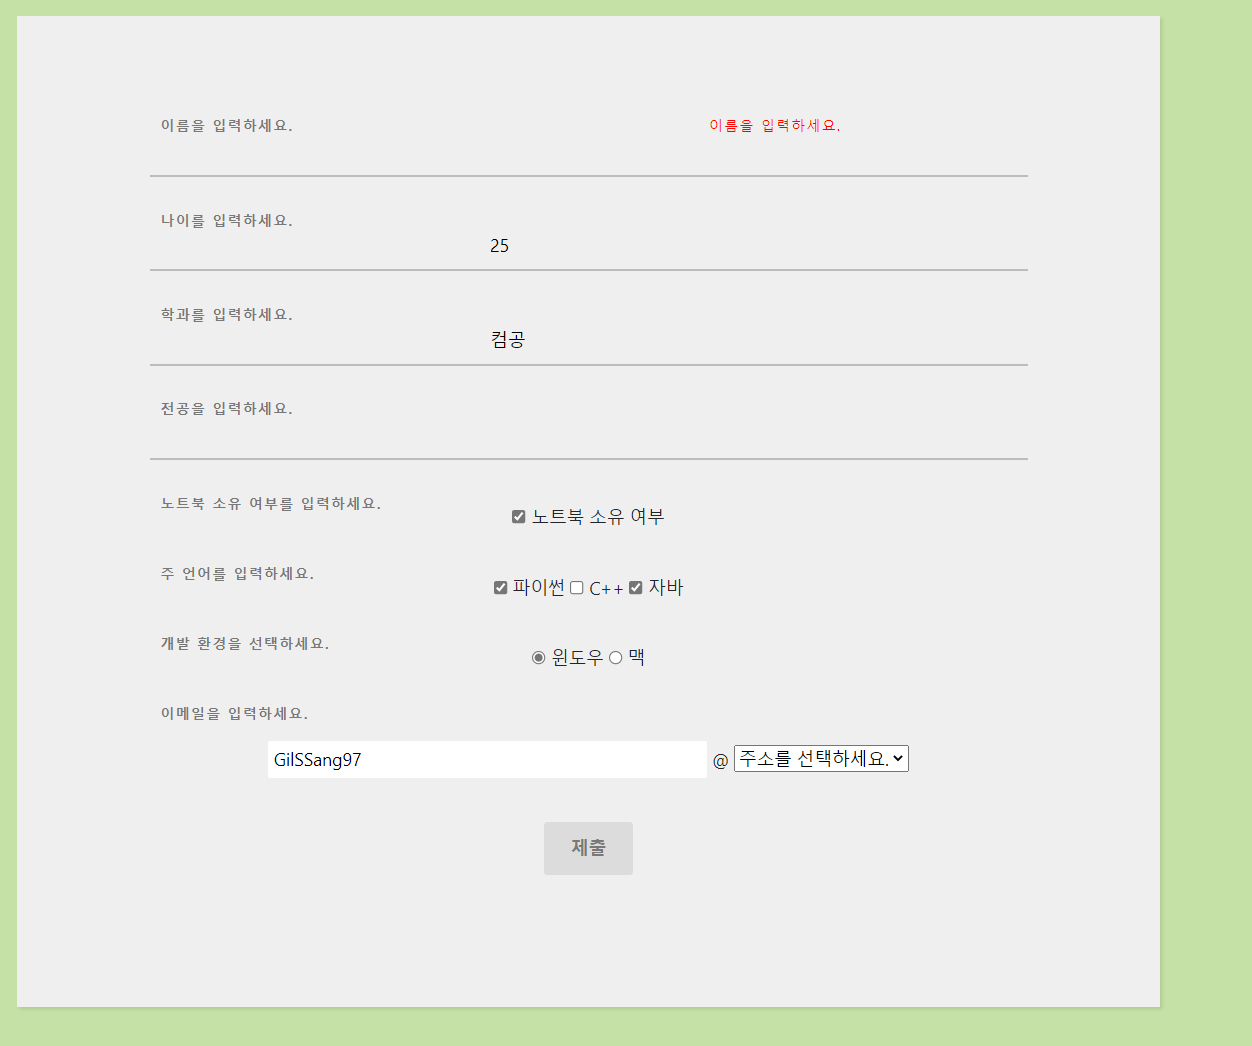 이름을 입력하세요. 이름을 입력하세요.
나이를 입력하세요.
25
학과를 입력하세요.
컴공
전공을 입력하세요.
노트북 소유 여부를 입력하세요.
노트북 소유 여부
주 언어를 입력하세요.
파이썬 C++ 자바
개발 환경을 선택하세요.
윈도우 맥
이메일을 입력하세요.
GilSSang97 @ 주소를 선택하세요.
제출